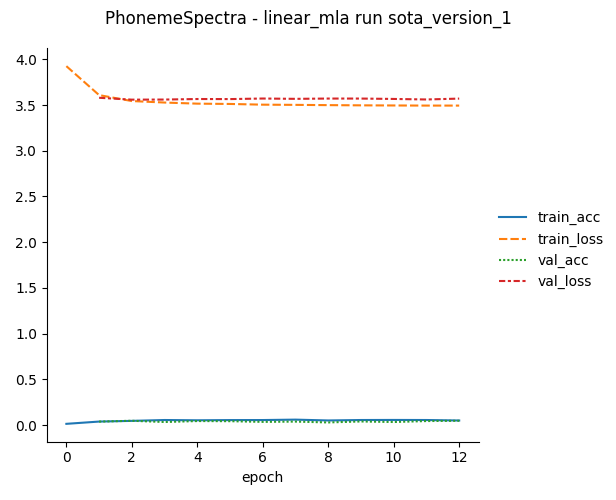 PhonemeSpectra - linear_mla run sota_version_1
4.0
3.5
3.0
2.5
2.0
1.5
1.0
0.5
0.0
0 2 4 6 8 10 12
epoch
train_acc
train_loss
val_acc
val_loss